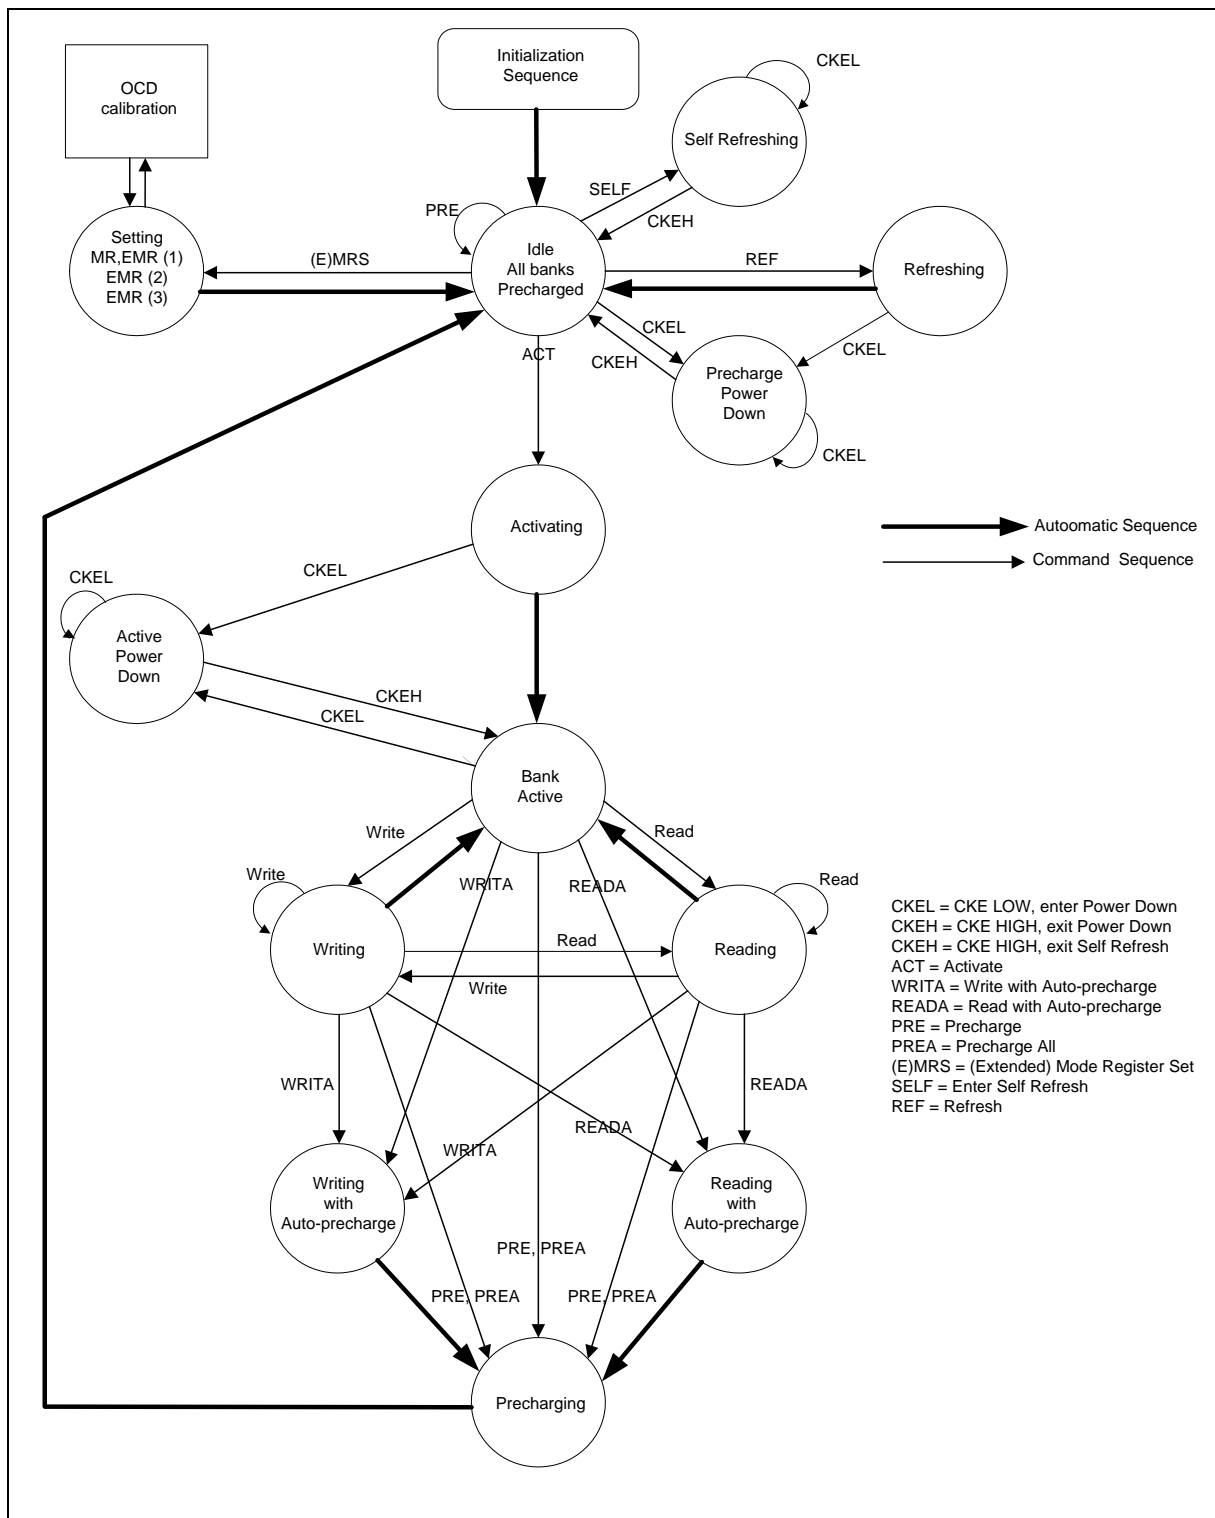 Initialization
Sequence
OCD
calibration
CKEL
Self Refreshing
SELF
CKEH
PRE
Setting
MR,EMR (1)
EMR (2)
EMR (3)
(E)MRS
Idle
All banks
Precharged
REF
Refreshing
CKEL
CKEH
CKEL
ACT
Precharge
Power
Down
CKEL
Activating
Autoomatic Sequence
Command Sequence
CKEL
CKEL
Active
Power
Down
CKEH
CKEL
Bank
Active
Write
Read
Write
WRITA
READA
Read
Writing
Read
Reading
Write
CKEL = CKE LOW, enter Power Down
CKEH = CKE HIGH, exit Power Down
CKEH = CKE HIGH, exit Self Refresh
ACT = Activate
WRITA = Write with Auto-precharge
READA = Read with Auto-precharge
PRE = Precharge
PREA = Precharge All
(E)MRS = (Extended) Mode Register Set
SELF = Enter Self Refresh
REF = Refresh
WRITA
READA
READA
WRITA
Writing
with
Auto-precharge
Reading
with
Auto-precharge
PRE, PREA
PRE, PREA
PRE, PREA
Precharging